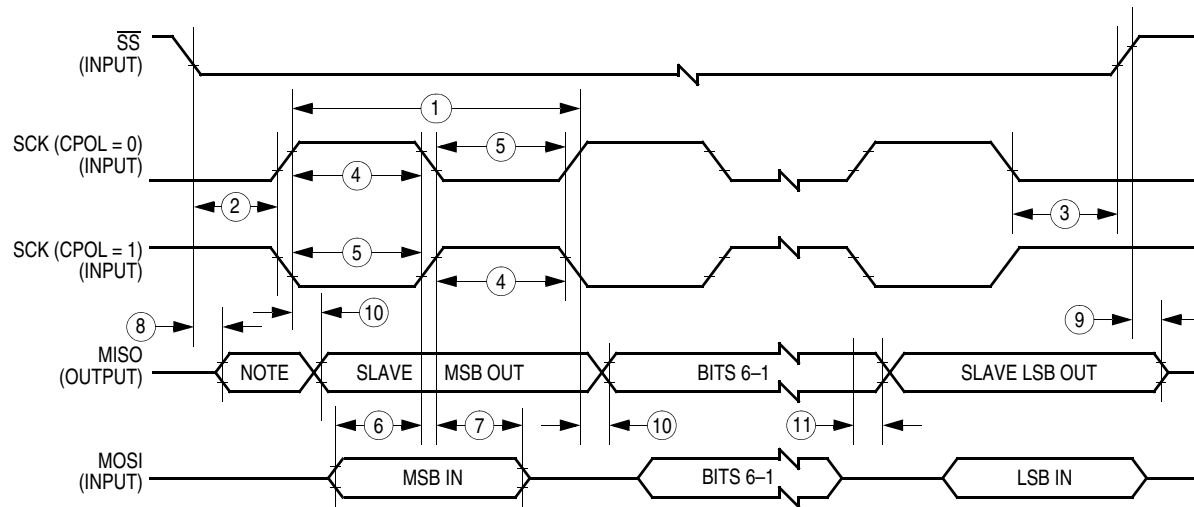 SS
(INPUT)
1
SCK (CPOL = 0)
(INPUT)
5
4
2
3
SCK (CPOL = 1)
(INPUT)
5
4
8
10
9
MISO
(OUTPUT)
NOTE
SLAVE
MSB OUT
BITS 6–1
SLAVE LSB OUT
6
7
10
11
MOSI
(INPUT)
MSB IN
BITS 6–1
LSB IN